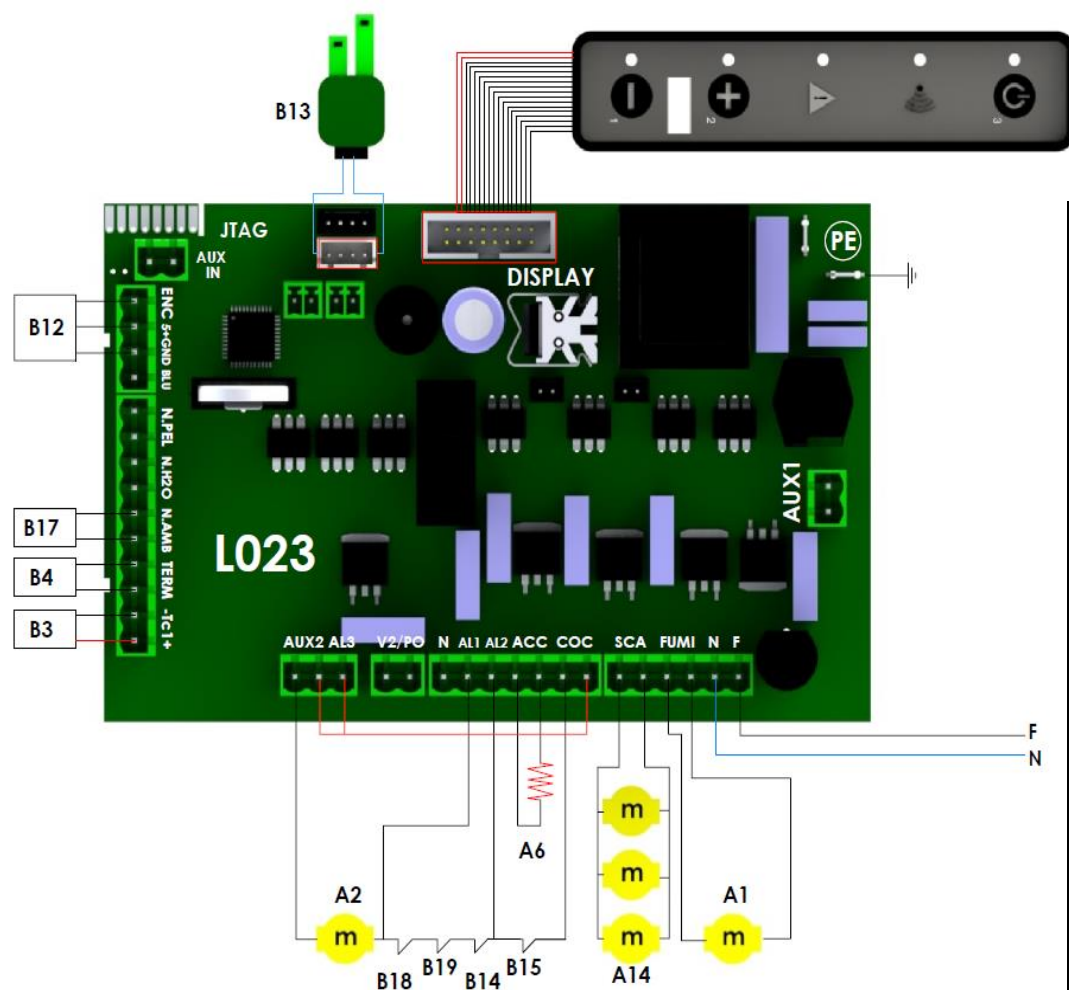 B13
1
2
3
JTAG
AUX
IN
DISPLAY
PE
B12
ENC 5+GND BLU
N.PEL N.H2O N.AMB TERM -Tc1+
B17
B4
B3
L023
AUX1
AUX2 AL3 V2/PO N AL1 AL2 ACC COC SCA FUMI N F
F
N
A6
A2
A1
m
m
m
m
m
B18
B19
B14
B15
A14